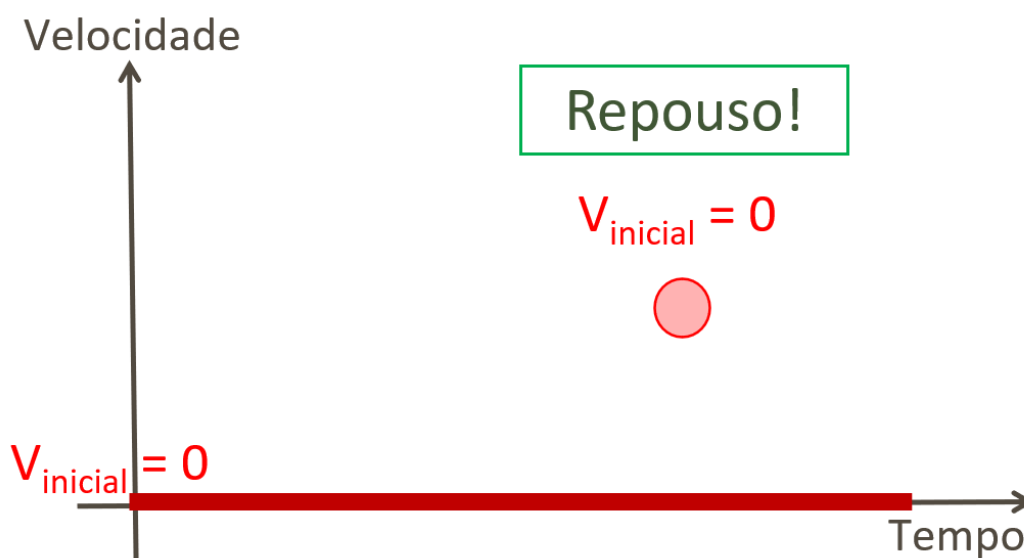 Velocidade
Repouso!
Vinicial = 0
Vinicial = 0
Tempo